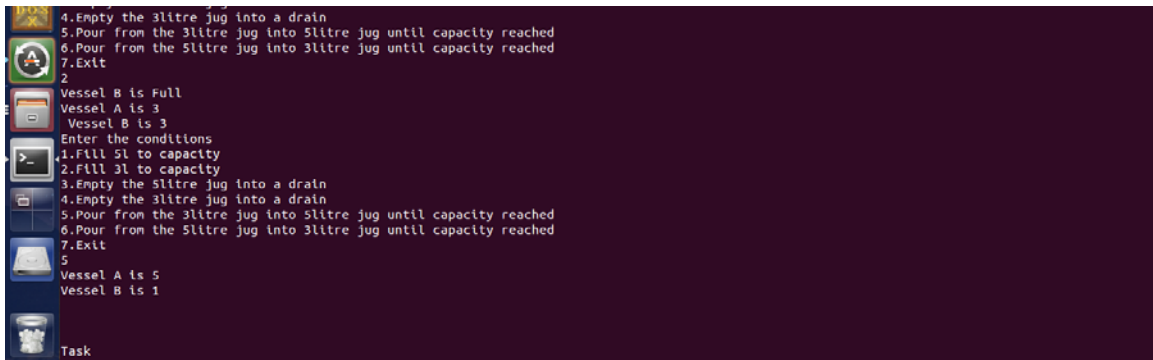 DOS
4.Empty the 3litre jug into a drain
5.Pour from the 3litre jug into 5litre jug until capacity reached
6.Pour from the 5litre jug into 3litre jug until capacity reached
7.Exit
2
Vessel B is Full
Vessel A is 3
Vessel B is 3
Enter the conditions
1.Fill 5l to capacity
2.Fill 3l to capacity
3.Empty the 5litre jug into a drain
4.Empty the 3litre jug into a drain
5.Pour from the 3litre jug into 5litre jug until capacity reached
6.Pour from the 5litre jug into 3litre jug until capacity reached
7.Exit
5
Vessel A is 5
Vessel B is 1
Task